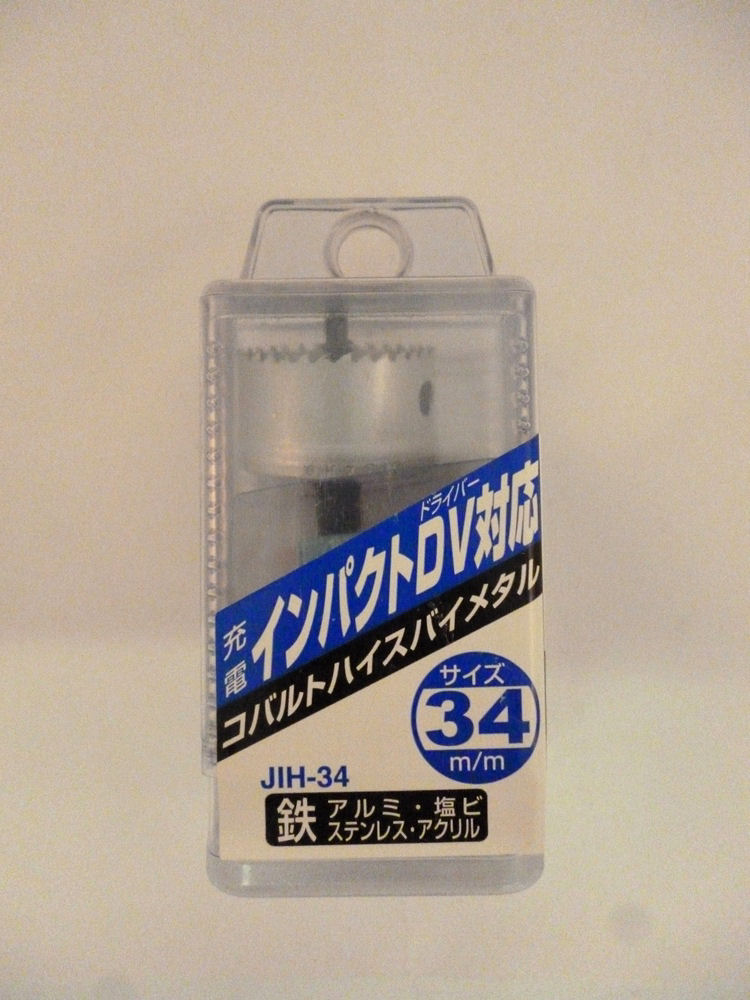 ドライバー
充電 インパクトDV対応
コバルトハイスバイメタル
サイズ
34
m/m
JIH-34
鉄 アルミ・塩ビ
ステンレス・アクリル